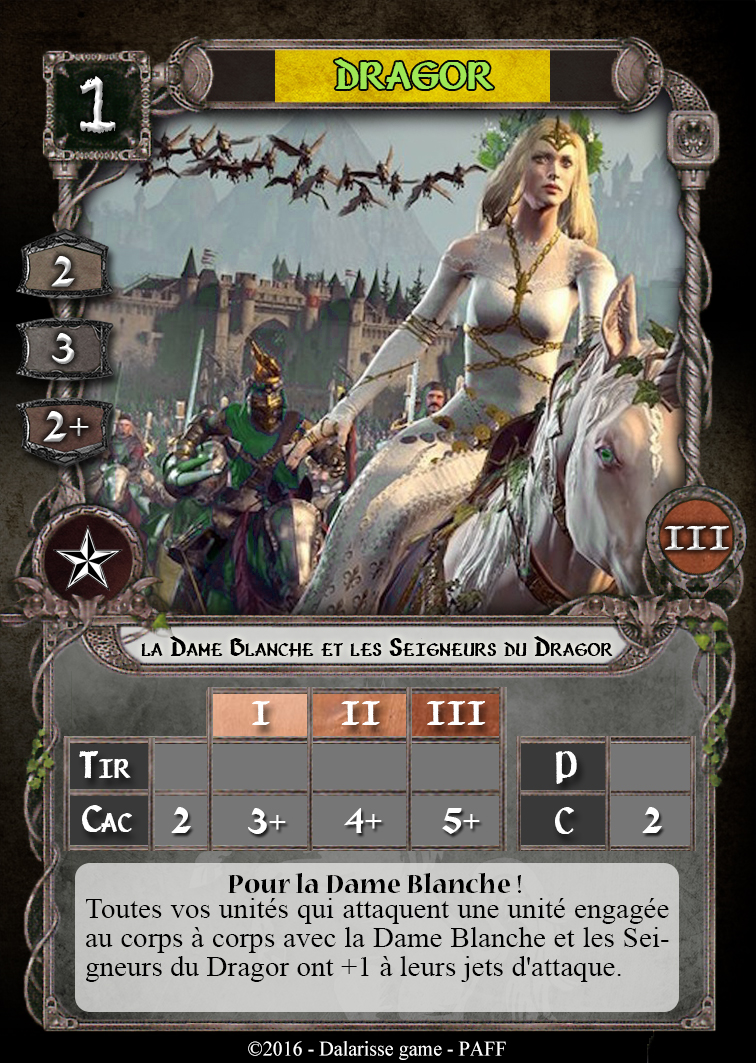 1
DRAGOR
2
3
2+
III
LA DAME BLANCHE ET LES SEIGNEURS DU DRAGOR
I II III
TIR P
CAC 2 3+ 4+ 5+ C 2
Pour la Dame Blanche !
Toutes vos unités qui attaquent une unité engagée
au corps à corps avec la Dame Blanche et les Sei-
gneurs du Dragor ont +1 à leurs jets d'attaque.
©2016 - Dalarisse game - PAFF